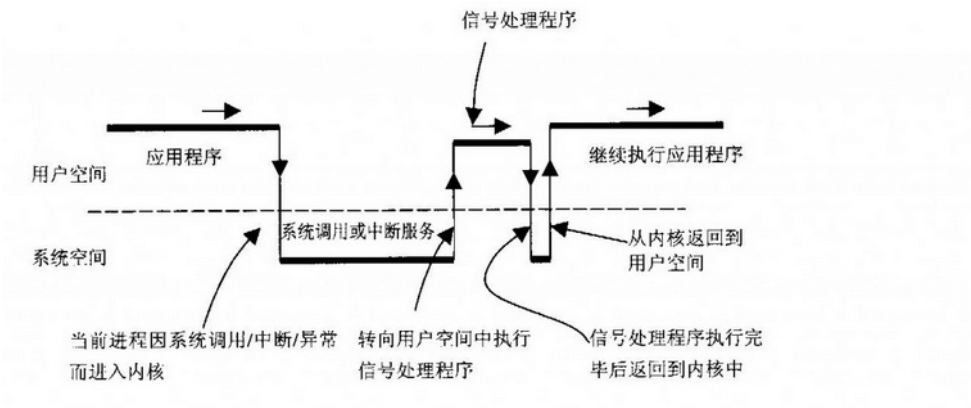 信号处理程序
应用程序
继续执行应用程序
用户空间
系统调用或中断服务
从内核返回到
用户空间
系统空间
当前进程因系统调用/中断/异常
而进入内核
转向用户空间中执行
信号处理程序
信号处理程序执行完
毕后返回到内核中